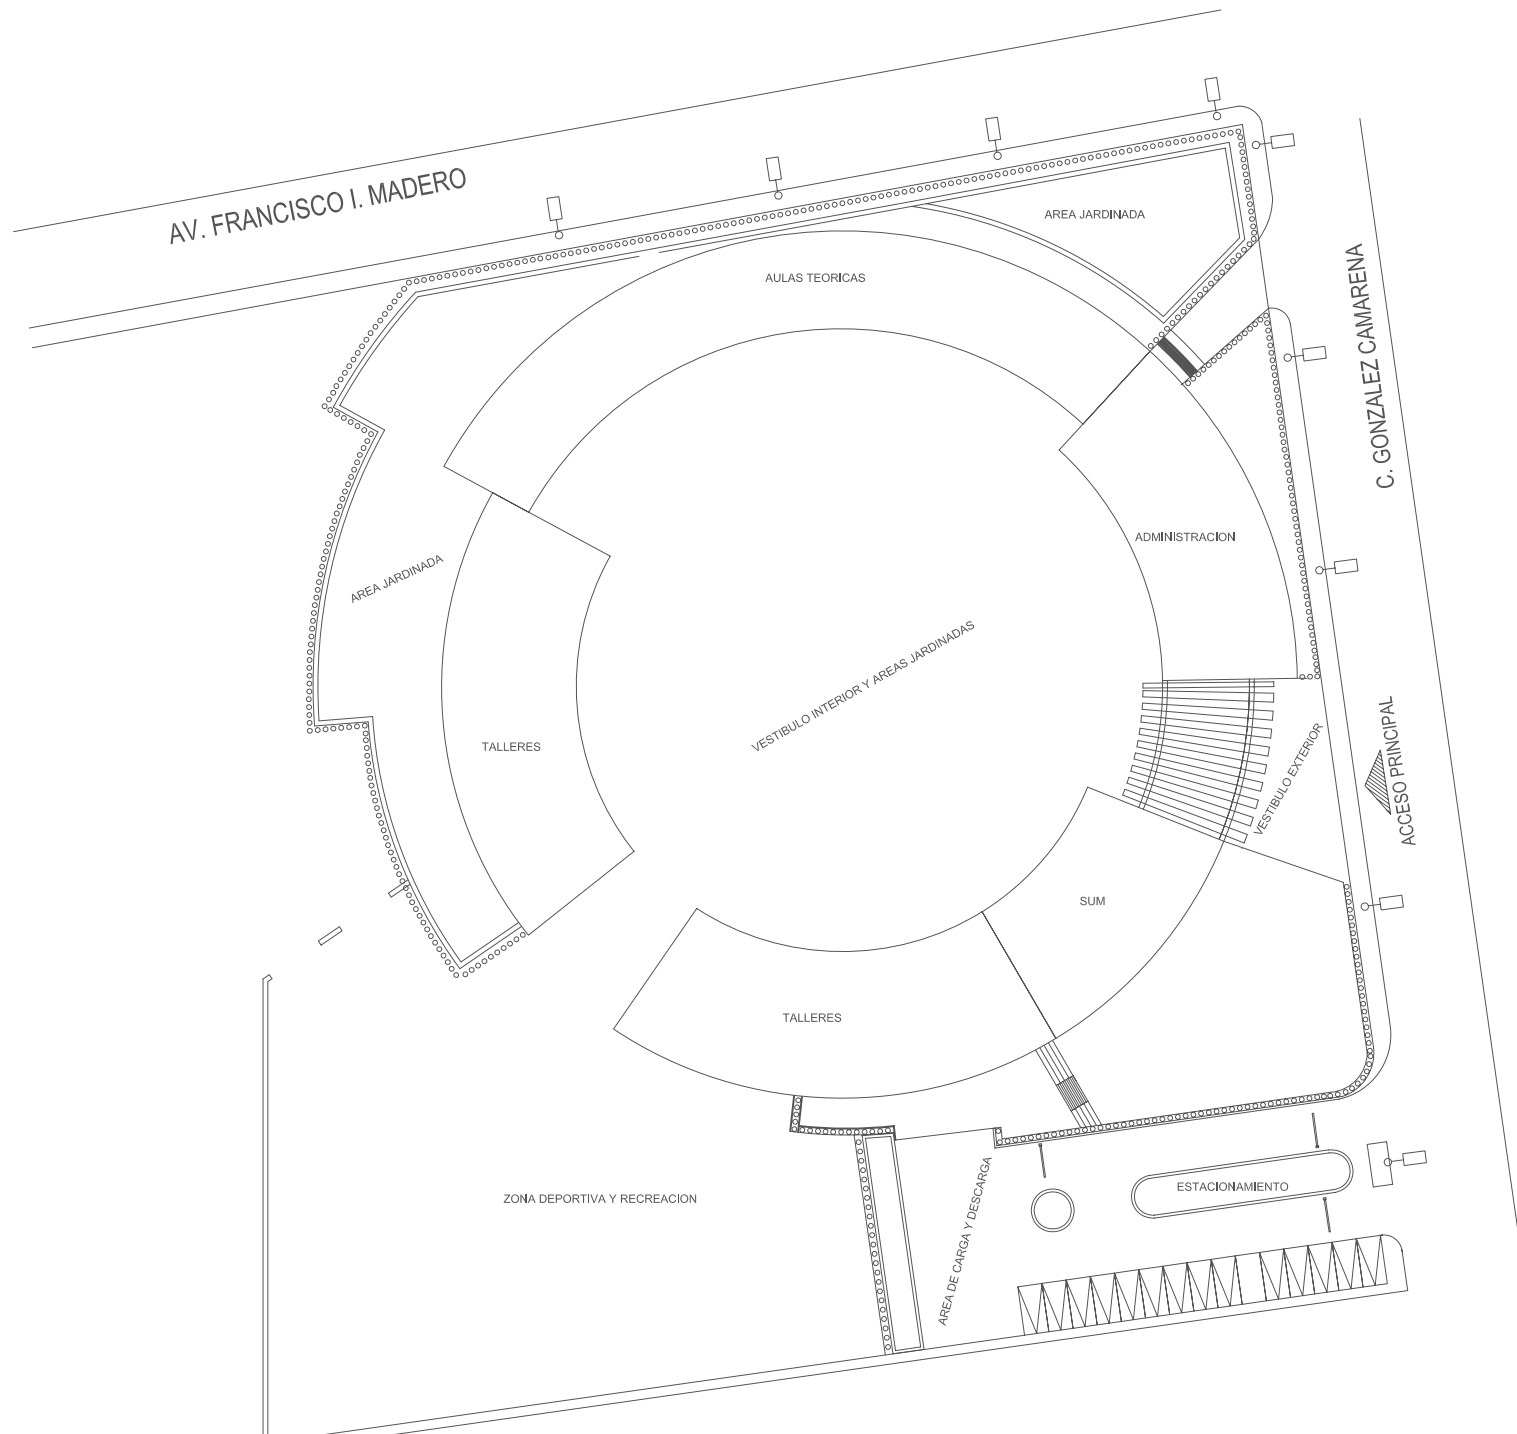 AV. FRANCISCO I. MADERO
AREA JARDINADA
AULAS TEORICAS
C. GONZALEZ CAMARENA
ADMINISTRACION
AREA JARDINADA
VESTIBULO INTERIOR Y AREAS JARDINADAS
TALLERES
VESTIBULO EXTERIOR
ACCESO PRINCIPAL
SUM
TALLERES
ZONA DEPORTIVA Y RECREACION
AREA DE CARGA Y DESCARGA
ESTACIONAMIENTO